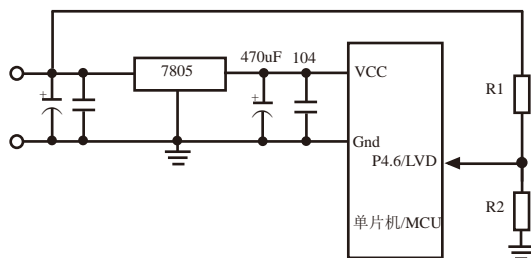 7805
470uF 104
VCC
R1
Gnd
P4.6/LVD
R2
单片机/MCU